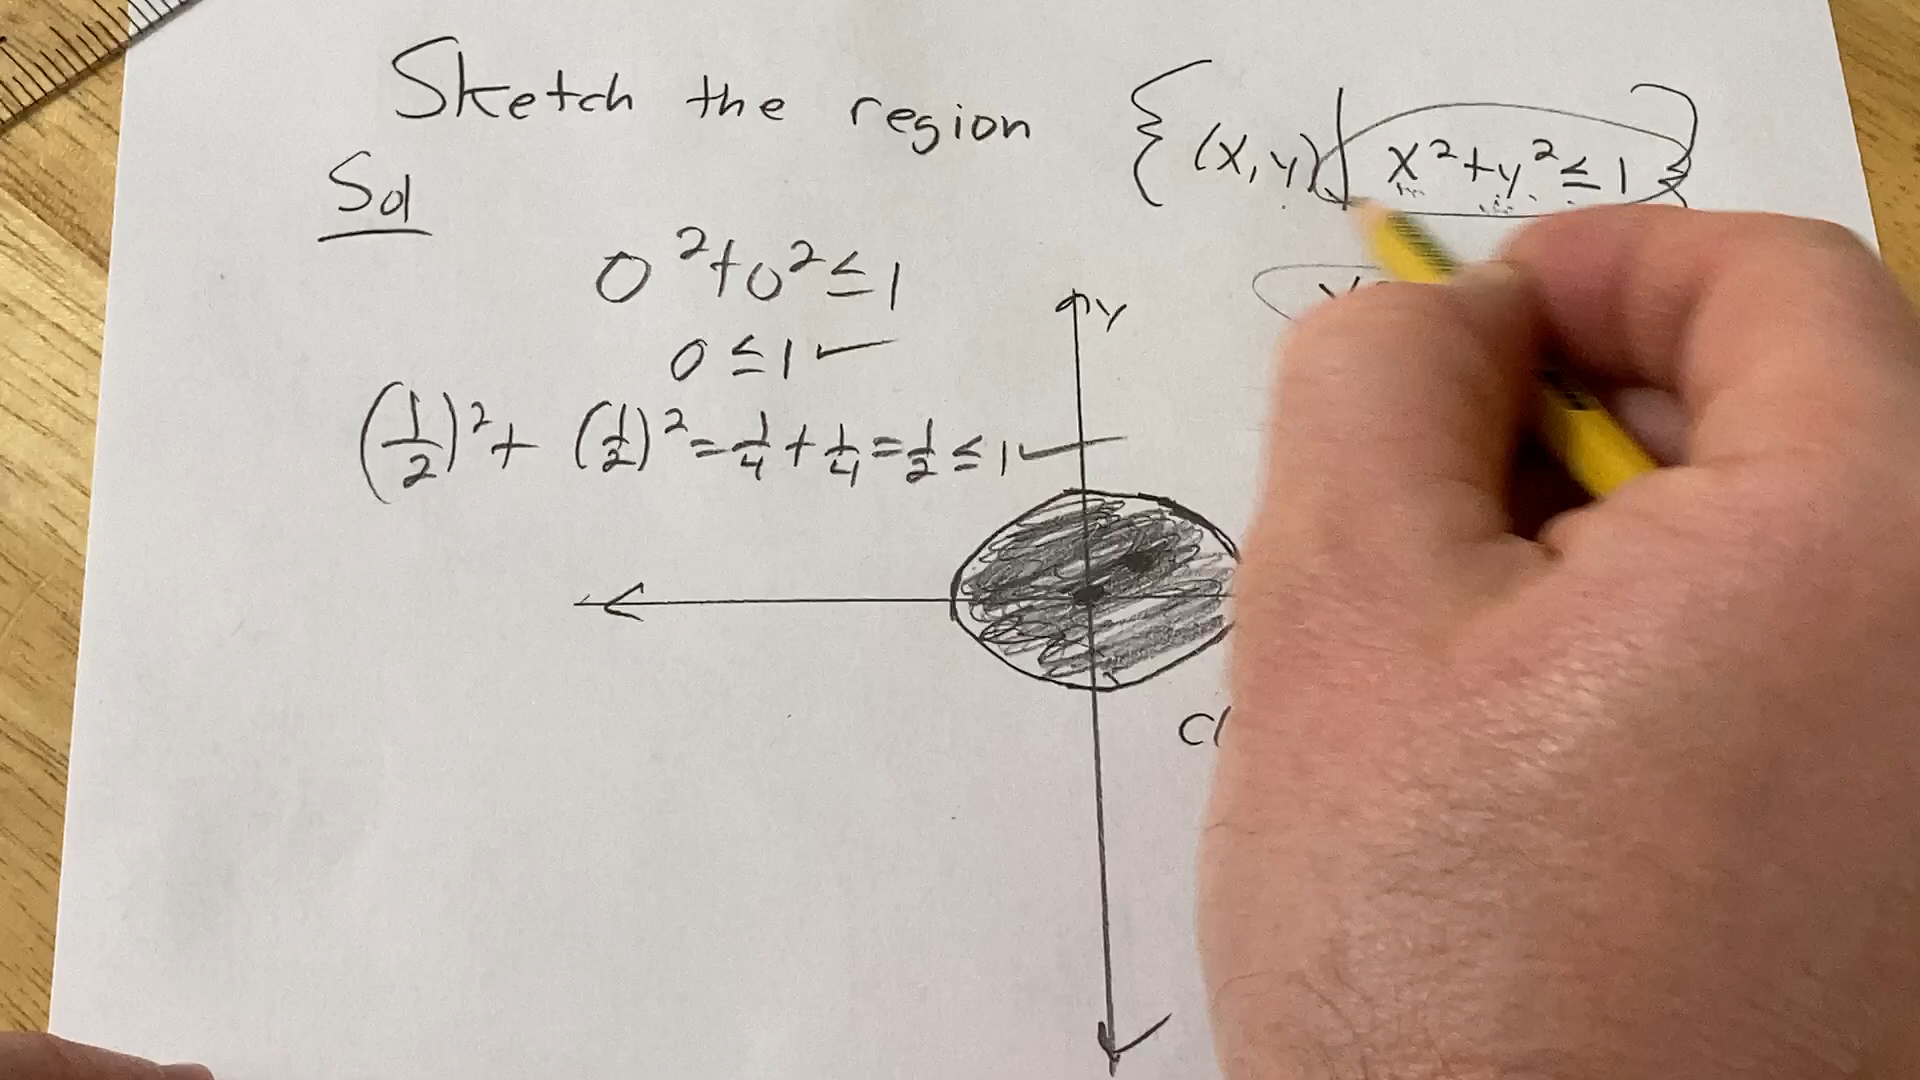 Sketch the region {(x,y) | x²+y²≤1}
Sol
0²+0²≤1
y
0≤1 ✓
(1/2)²+(1/2)²=1/4+1/4=1/2≤1 ✓